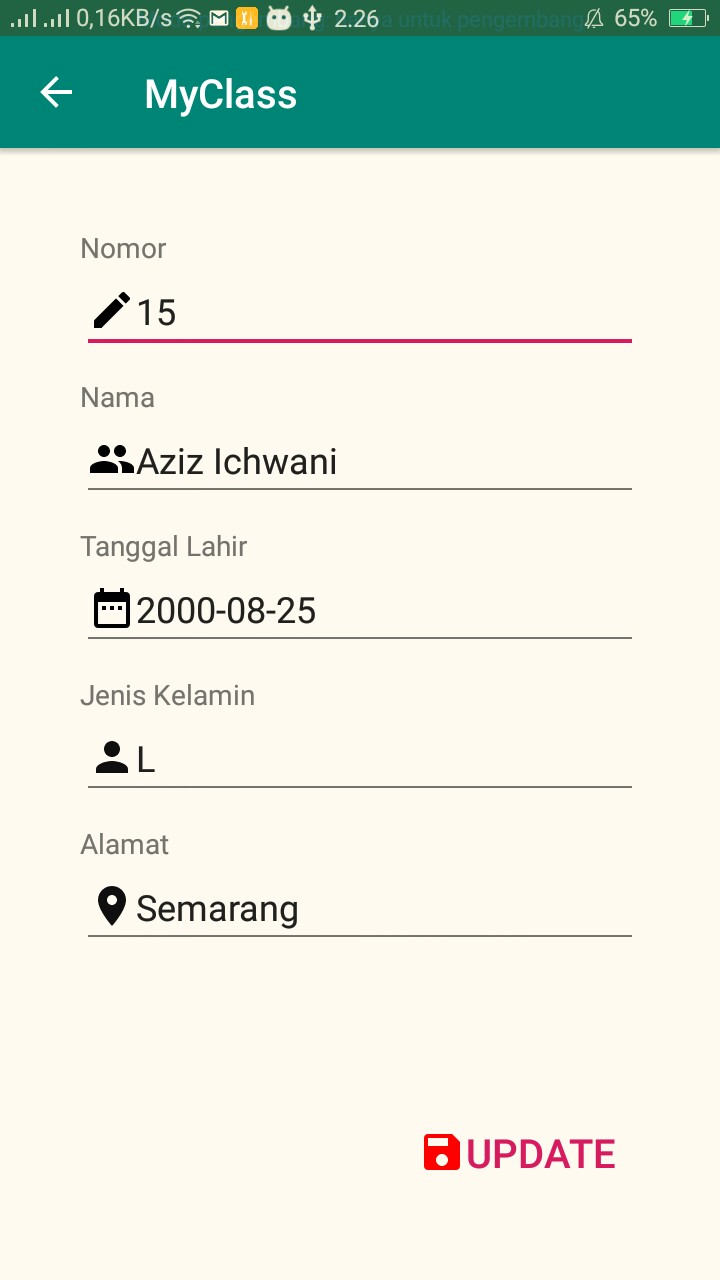 0,16KB/s 2.26 untuk pengembang 65%
MyClass
Nomor
15
Nama
Aziz Ichwani
Tanggal Lahir
2000-08-25
Jenis Kelamin
L
Alamat
Semarang
UPDATE